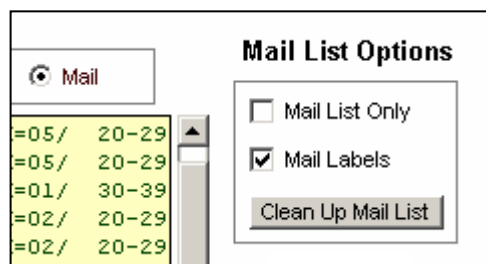 Mail List Options
Mail
Mail List Only
Mail Labels
Clean Up Mail List
=05/ 20-29
=05/ 20-29
=01/ 30-39
=02/ 20-29
=02/ 20-29